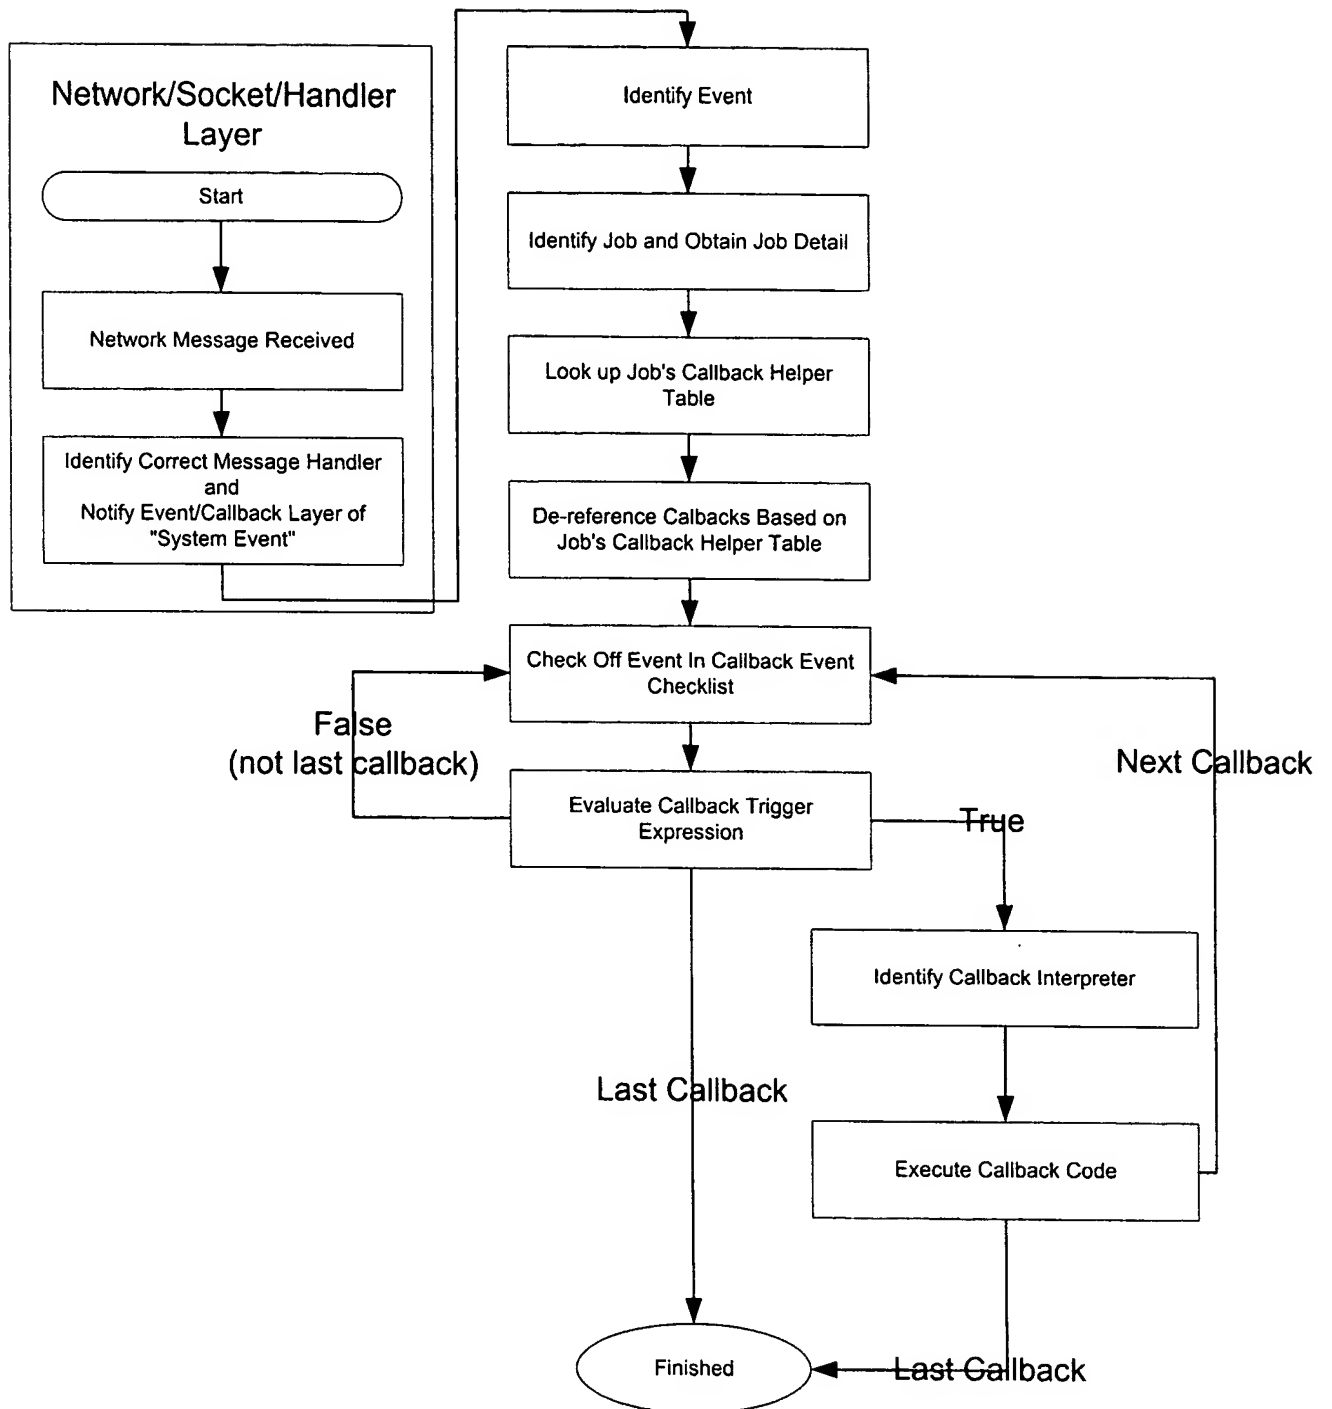 Network/Socket/Handler
Layer
Start
Network Message Received
Identify Correct Message Handler
and
Notify Event/Callback Layer of
"System Event"
Identify Event
Identify Job and Obtain Job Detail
Look up Job's Callback Helper
Table
De-reference Calbacks Based on
Job's Callback Helper Table
Check Off Event In Callback Event
Checklist
False
(not last callback)
Next Callback
Evaluate Callback Trigger
Expression
True
Identify Callback Interpreter
Last Callback
Execute Callback Code
Finished
Last Callback